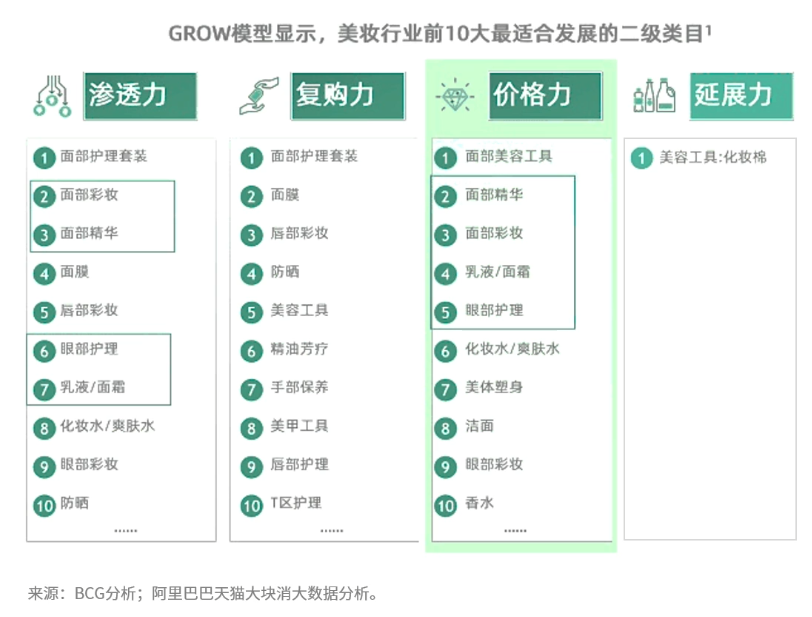 GROW模型显示，美妆行业前10大最适合发展的二级类目1
渗透力
1 面部护理套装
2 面部彩妆
3 面部精华
4 面膜
5 唇部彩妆
6 眼部护理
7 乳液/面霜
8 化妆水/爽肤水
9 眼部彩妆
10 防晒
......
复购力
1 面部护理套装
2 面膜
3 唇部彩妆
4 防晒
5 美容工具
6 精油芳疗
7 手部保养
8 美甲工具
9 唇部护理
10 T区护理
......
价格力
1 面部美容工具
2 面部精华
3 面部彩妆
4 乳液/面霜
5 眼部护理
6 化妆水/爽肤水
7 美体塑身
8 洁面
9 眼部彩妆
10 香水
......
延展力
1 美容工具:化妆棉
来源：BCG分析；阿里巴巴天猫大块消大数据分析。